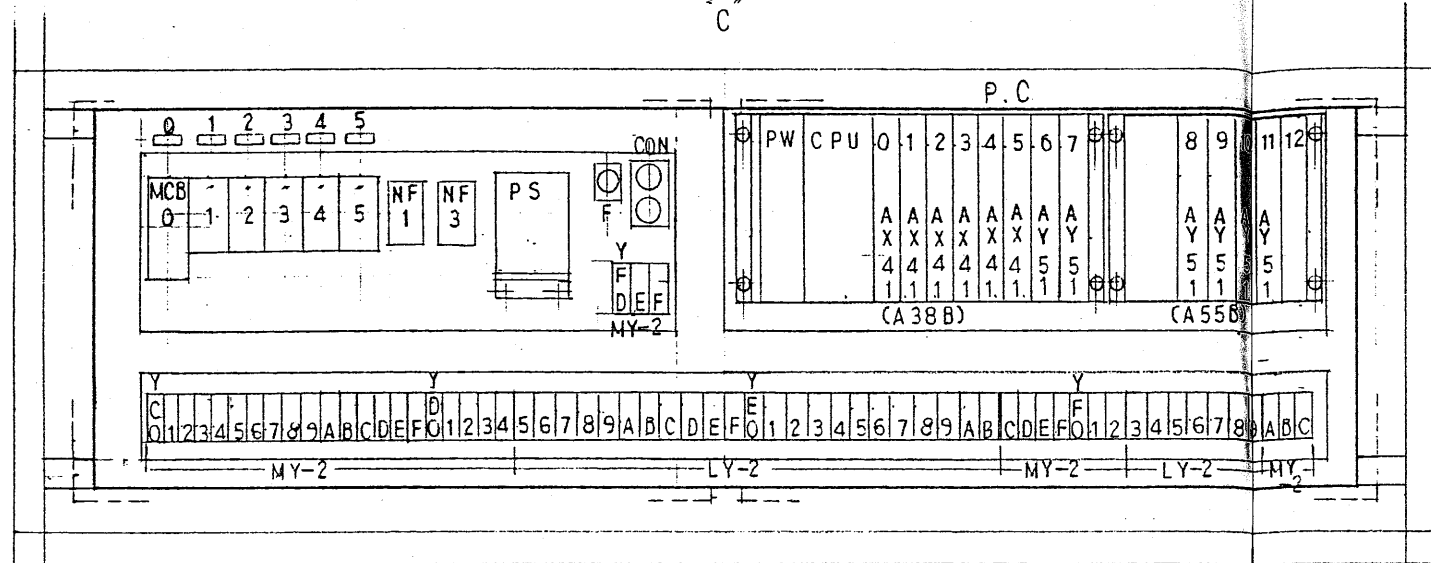 "C"
P.C
0 1 2 3 4 5
CON
PW CPU 0 1 2 3 4 5 6 7
8 9 11 12
MCB 0 -1 -2 -3 -4 -5
NF 1
NF 3
PS
F
AX41 AX41 AX41 AX41 AX41 AX41 AY51 AY51
AY51 AY51 AY51
Y
FD E F
MY-2
(A38B)
(A55B)
Y Y Y Y
C0 1 2 3 4 5 6 7 8 9 A B C D E F D0 1 2 3 4 5 6 7 8 9 A B C D E F E0 1 2 3 4 5 6 7 8 9 A B C D E F F0 1 2 3 4 5 6 7 8 9 A B C
MY-2 LY-2 MY-2 LY-2 MY-2